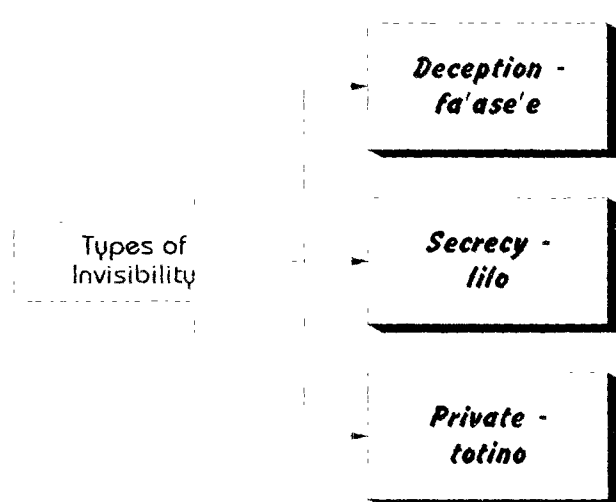 Deception -
fa'ase'e
Types of
Invisibility
Secrecy -
lilo
Private -
totino